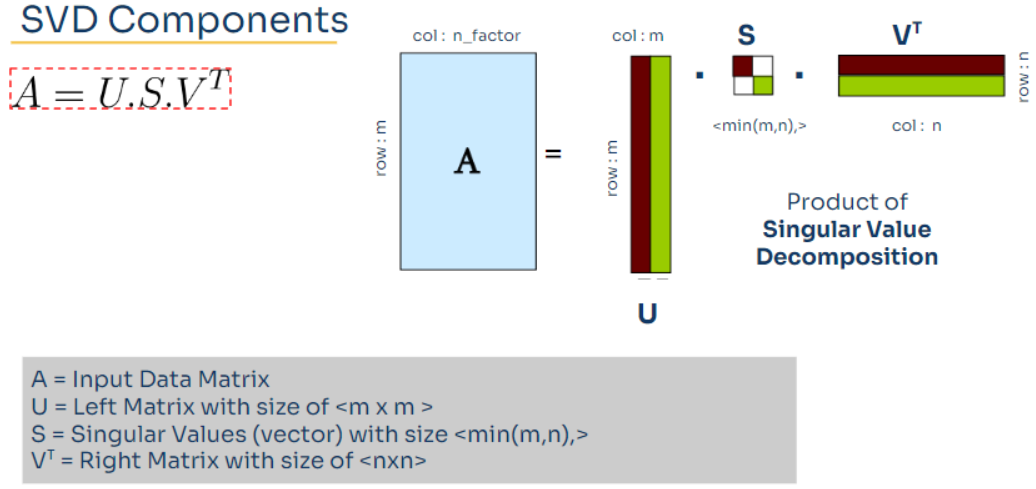 SVD Components
A = U.S.V^T
col: n_factor
row: m
A
=
col: m
row: m
U
.
S
<min(m,n),>
.
V^T
row: n
col: n
Product of
Singular Value
Decomposition
A = Input Data Matrix
U = Left Matrix with size of <m x m >
S = Singular Values (vector) with size <min(m,n),>
V^T = Right Matrix with size of <nxn>